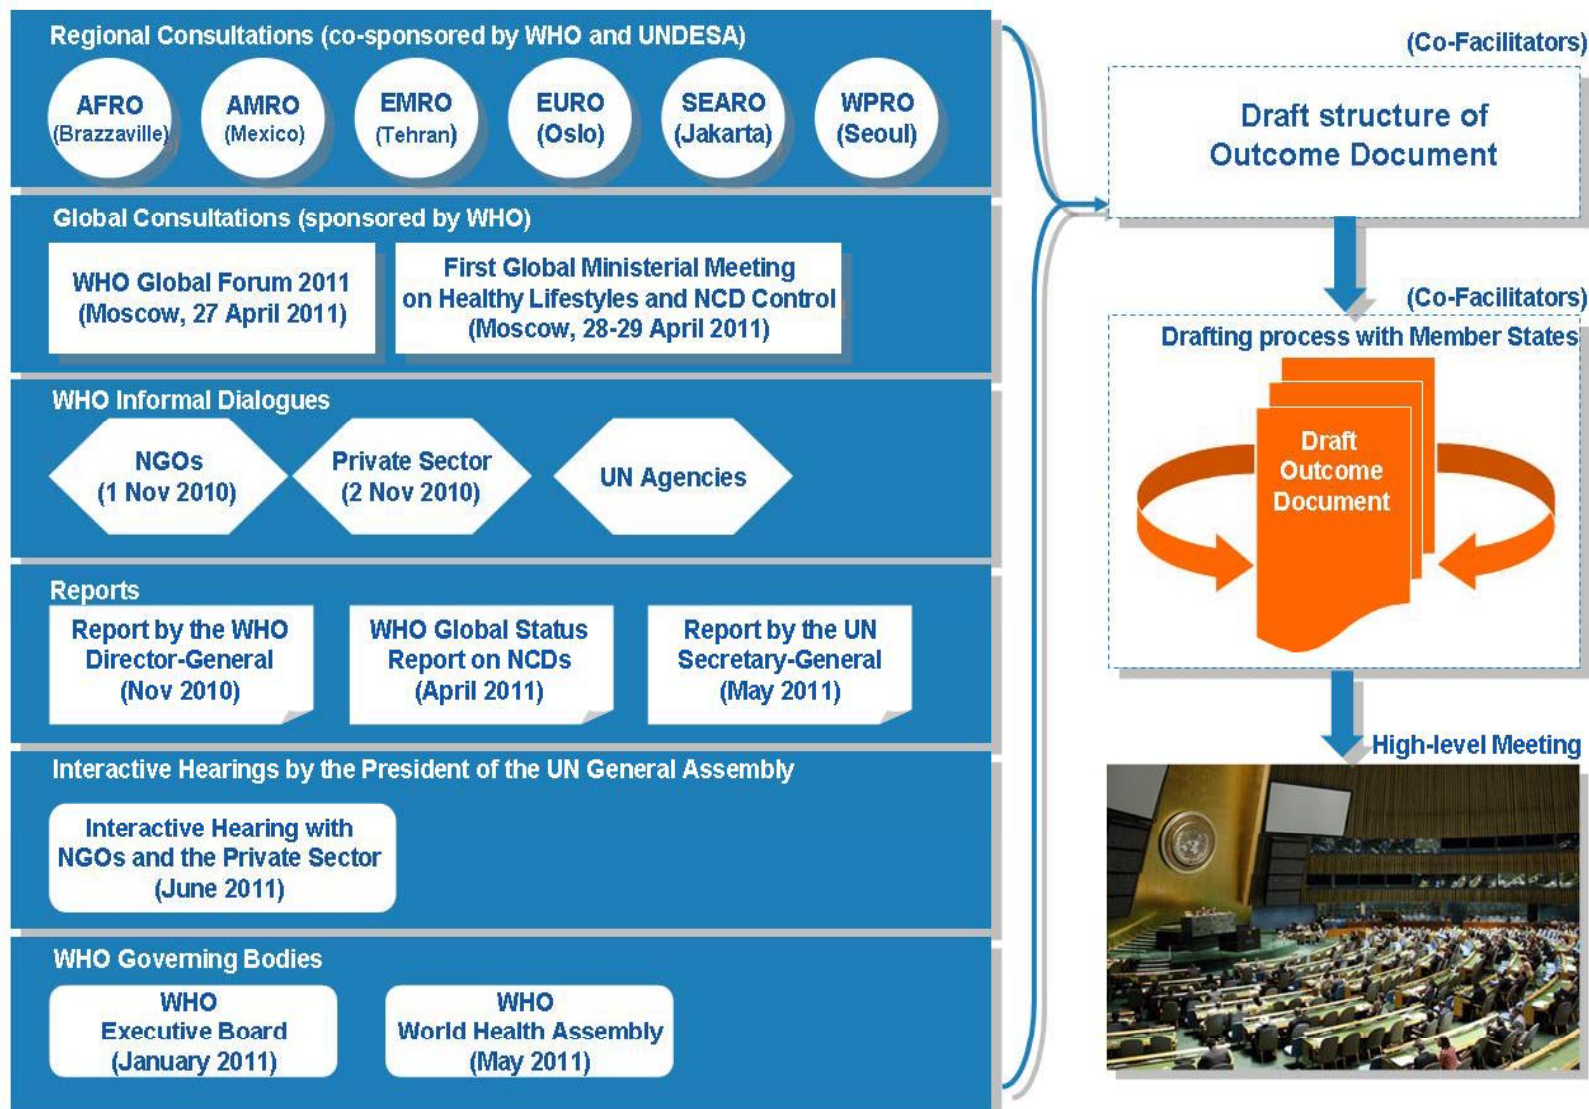 Regional Consultations (co-sponsored by WHO and UNDESA)
AFRO
(Brazzaville)
AMRO
(Mexico)
EMRO
(Tehran)
EURO
(Oslo)
SEARO
(Jakarta)
WPRO
(Seoul)
Global Consultations (sponsored by WHO)
WHO Global Forum 2011
(Moscow, 27 April 2011)
First Global Ministerial Meeting
on Healthy Lifestyles and NCD Control
(Moscow, 28-29 April 2011)
WHO Informal Dialogues
NGOs
(1 Nov 2010)
Private Sector
(2 Nov 2010)
UN Agencies
Reports
Report by the WHO
Director-General
(Nov 2010)
WHO Global Status
Report on NCDs
(April 2011)
Report by the UN
Secretary-General
(May 2011)
Interactive Hearings by the President of the UN General Assembly
Interactive Hearing with
NGOs and the Private Sector
(June 2011)
WHO Governing Bodies
WHO
Executive Board
(January 2011)
WHO
World Health Assembly
(May 2011)
(Co-Facilitators)
Draft structure of
Outcome Document
(Co-Facilitators)
Drafting process with Member States
Draft
Outcome
Document
High-level Meeting